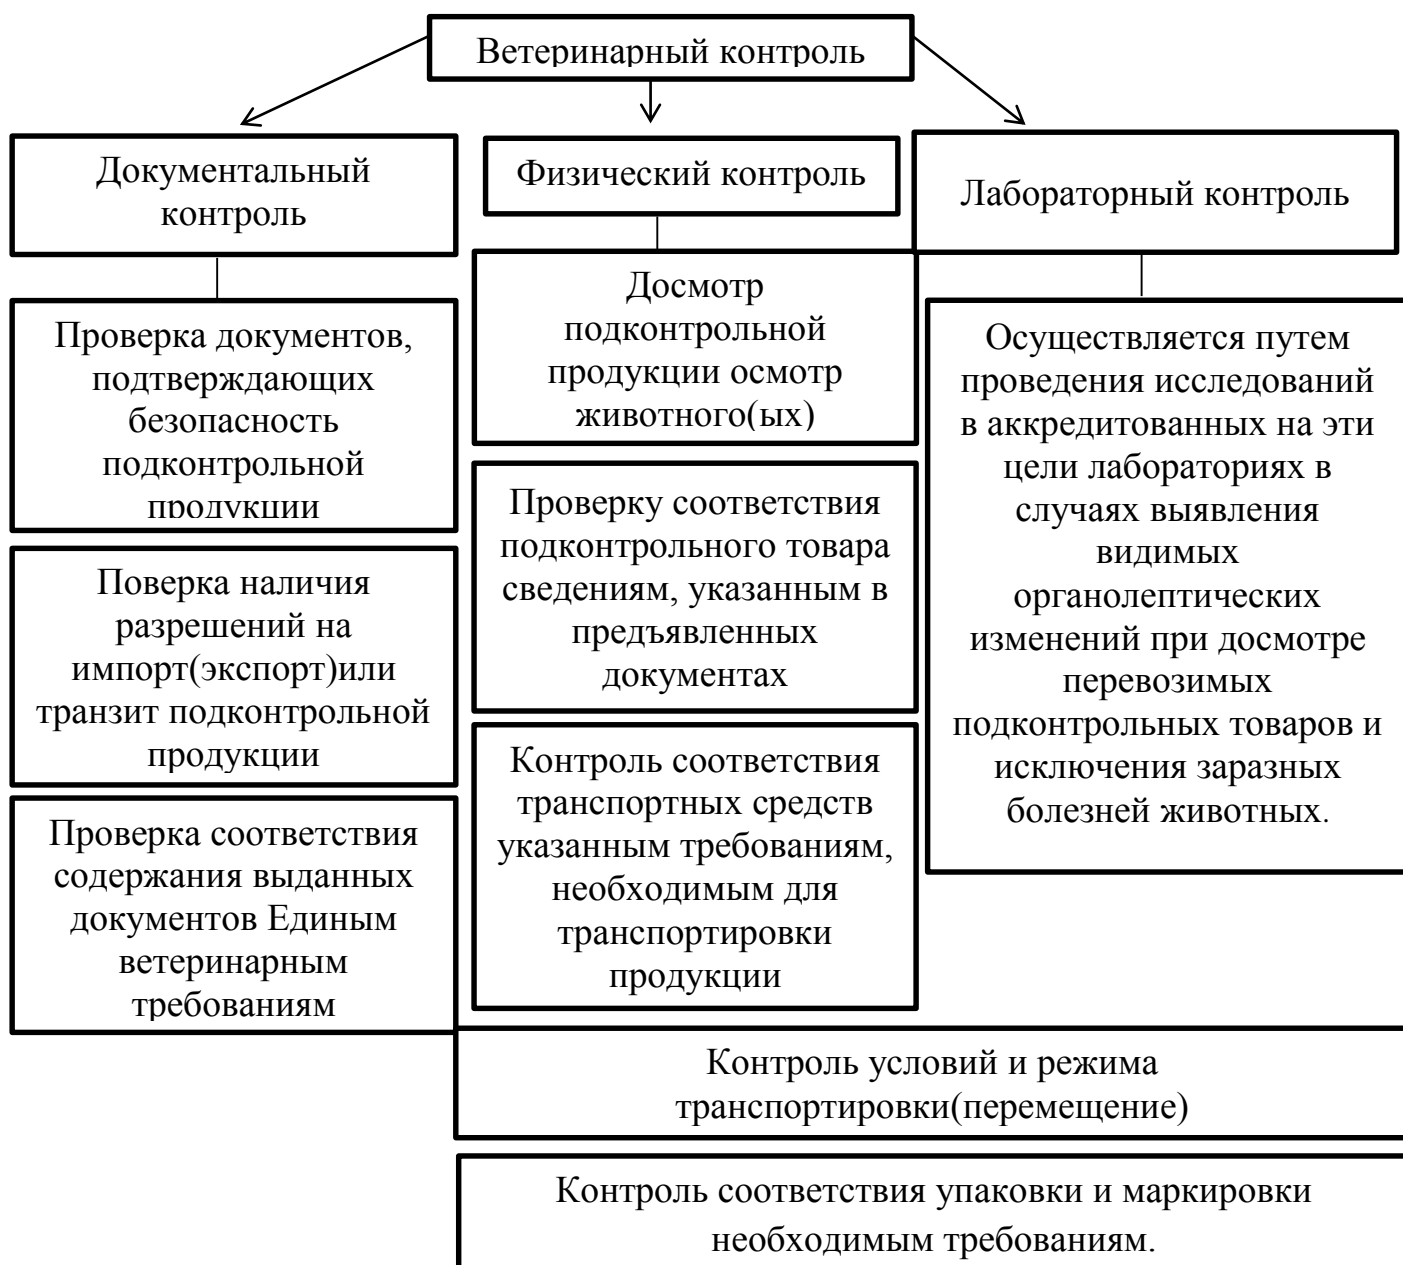 Ветеринарный контроль
Документальный
контроль
Проверка документов,
подтверждающих
безопасность
подконтрольной
продукции
Поверка наличия
разрешений на
импорт(экспорт)или
транзит подконтрольной
продукции
Проверка соответствия
содержания выданных
документов Единым
ветеринарным
требованиям
Физический контроль
Досмотр
подконтрольной
продукции осмотр
животного(ых)
Проверку соответствия
подконтрольного товара
сведениям, указанным в
предъявленных
документах
Контроль соответствия
транспортных средств
указанным требованиям,
необходимым для
транспортировки
продукции
Лабораторный контроль
Осуществляется путем
проведения исследований
в аккредитованных на эти
цели лабораториях в
случаях выявления
видимых
органолептических
изменений при досмотре
перевозимых
подконтрольных товаров и
исключения заразных
болезней животных.
Контроль условий и режима
транспортировки(перемещение)
Контроль соответствия упаковки и маркировки
необходимым требованиям.